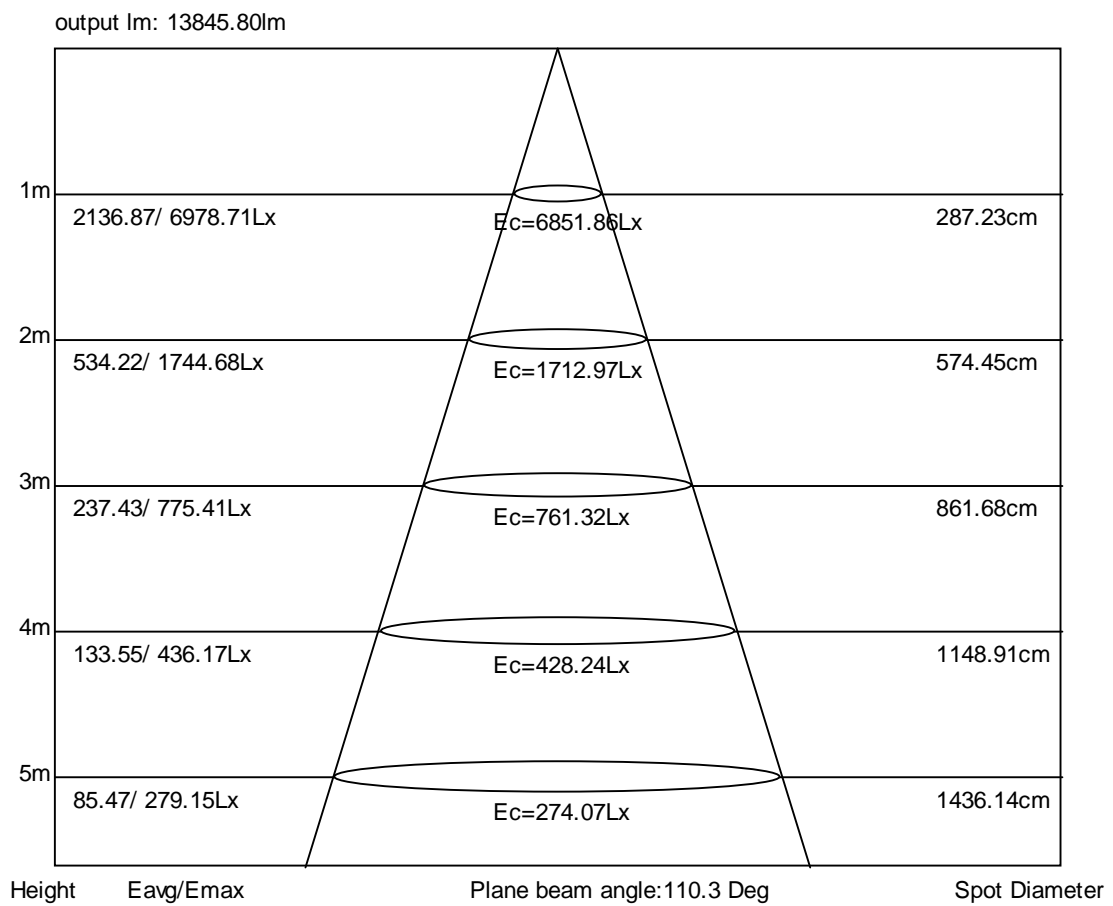 output lm: 13845.80lm
1m
2136.87/ 6978.71Lx
Ec=6851.86Lx
287.23cm
2m
534.22/ 1744.68Lx
Ec=1712.97Lx
574.45cm
3m
237.43/ 775.41Lx
Ec=761.32Lx
861.68cm
4m
133.55/ 436.17Lx
Ec=428.24Lx
1148.91cm
5m
85.47/ 279.15Lx
Ec=274.07Lx
1436.14cm
Height Eavg/Emax Plane beam angle:110.3 Deg Spot Diameter